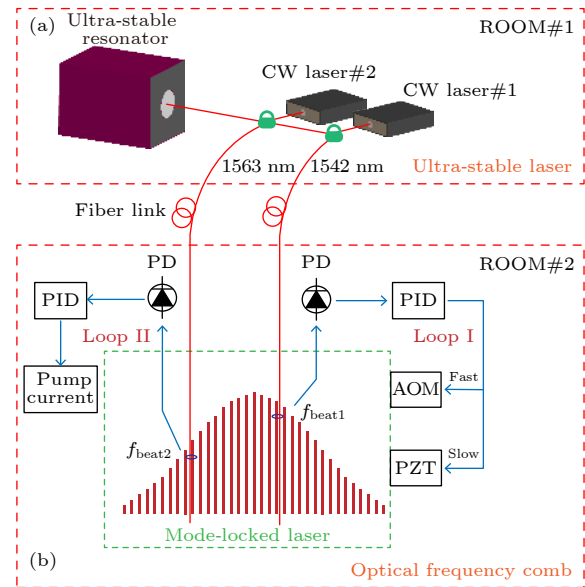 (a)
Ultra-stable
resonator
ROOM#1
CW laser#2
CW laser#1
1563 nm
1542 nm
Ultra-stable laser
Fiber link
ROOM#2
PD
PD
PID
PID
Loop II
Loop I
Pump
current
Fast
AOM
fbeat1
fbeat2
Slow
PZT
Mode-locked laser
(b)
Optical frequency comb